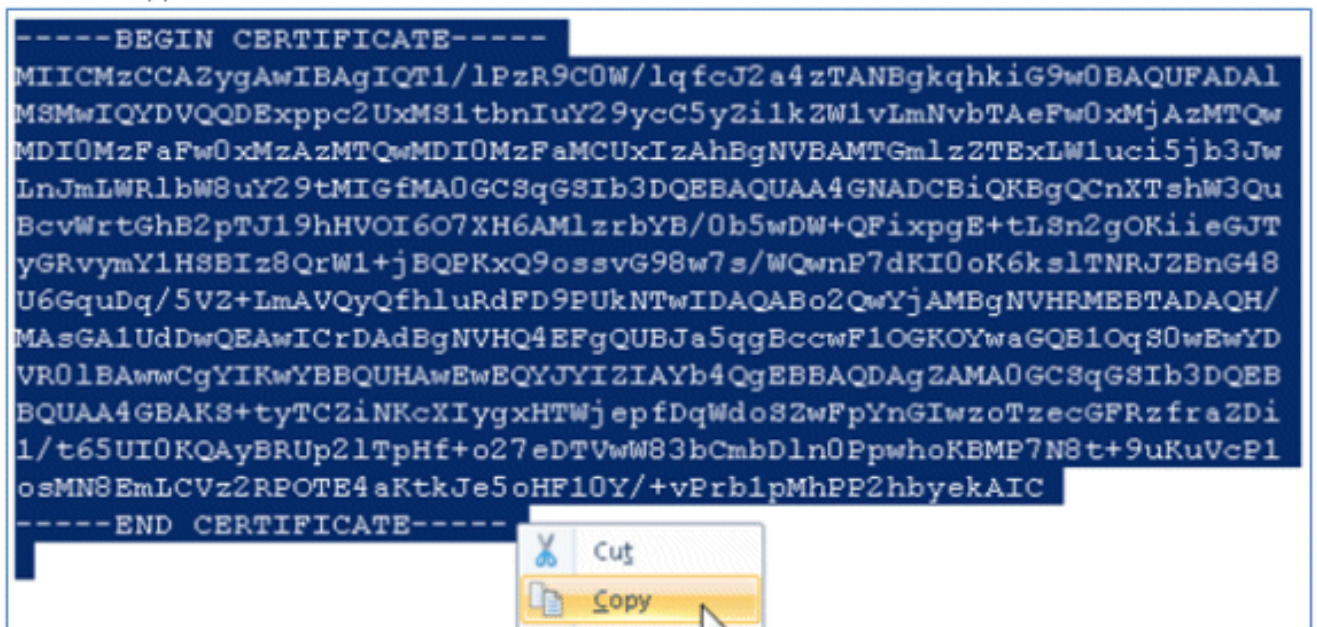 -----BEGIN CERTIFICATE-----
MIICMzCCAZygAwIBAgIQT1/lPzR9C0W/lqfcJ2a4zTANBgkqhkiG9w0BAQUFADAl
MSMwIQYDVQQDExppc2UxMS1tbnIuY29ycC5yZi1kZW1vLmNvbTAeFw0xMjAzMTQw
MDI0MzFaFw0xMzAzMTQwMDI0MzFaMCUxIzAhBgNVBAMTGmlzZTExLW1uci5jb3Jw
LnJmLWRlbW8uY29tMIGfMA0GCSqGSIb3DQEBAQUAA4GNADCBiQKBgQCnXTshW3Qu
BcvWrtGhB2pTJ19hHVOI6O7XH6AMlzrbYB/0b5wDW+QFixpgE+tLSn2gOKiieGJT
yGRvymY1HSBIz8QrW1+jBQPKxQ9ossvG98w7s/WQwnP7dKI0oK6kslTNRJZBnG48
U6GquDq/5VZ+LmAVQyQfhluRdFD9PUkNTwIDAQABo2QwYjAMBgNVHRMEBTADAQH/
MAsGA1UdDwQEAwICrDAdBgNVHQ4EFgQUBJa5qgBccwF1OGKOYwaGQB1OqS0wEwYD
VR0lBAwwCgYIKwYBBQUHAwEwEQYJYIZIAYb4QgEBBAQDAgZAMA0GCSqGSIb3DQEB
BQUAA4GBAKS+tyTCZiNKcXIygxHTWjepfDqWdoSZwFpYnGIwzoTzecGFRzfraZDi
1/t65UI0KQAyBRUp2lTpHf+o27eDTVwW83bCmbDln0PpwhoKBMP7N8t+9uKuVcP1
osMN8EmLCVz2RPOTE4aKtkJe5oHF10Y/+vPrb1pMhPP2hbyekAIC
-----END CERTIFICATE-----
Cut
Copy